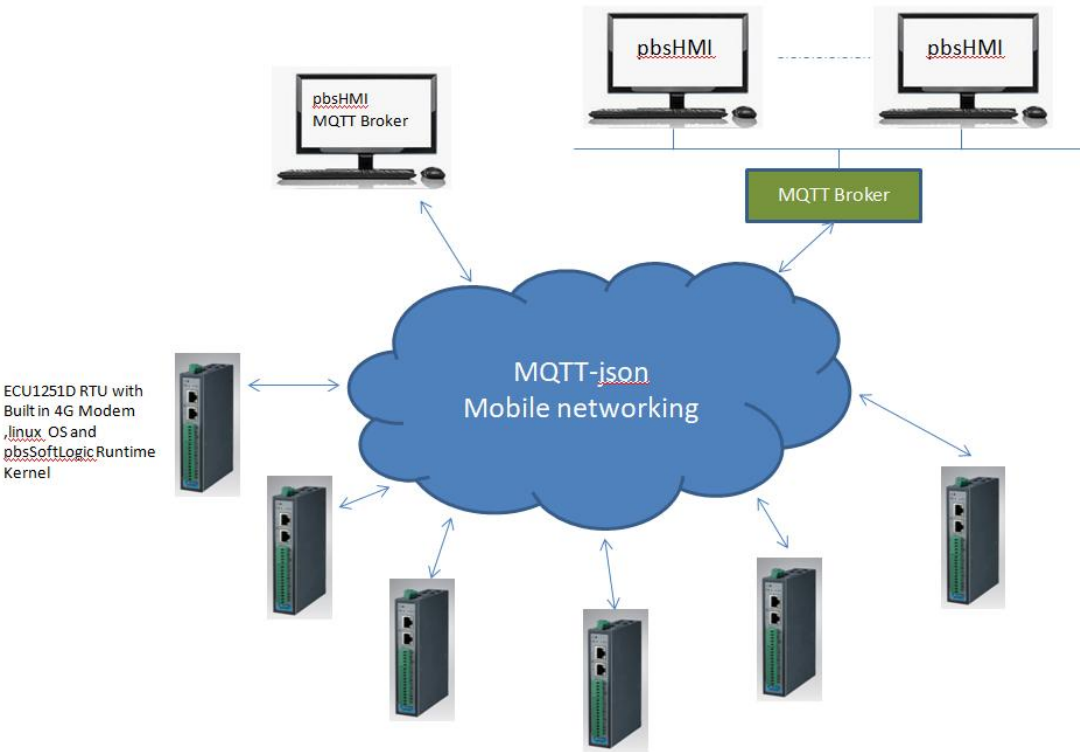 pbsHMI
pbsHMI
pbsHMI
MQTT Broker
MQTT Broker
MQTT-json
Mobile networking
ECU1251D RTU with
Built in 4G Modem
,linux OS and
pbsSoftLogic Runtime
Kernel